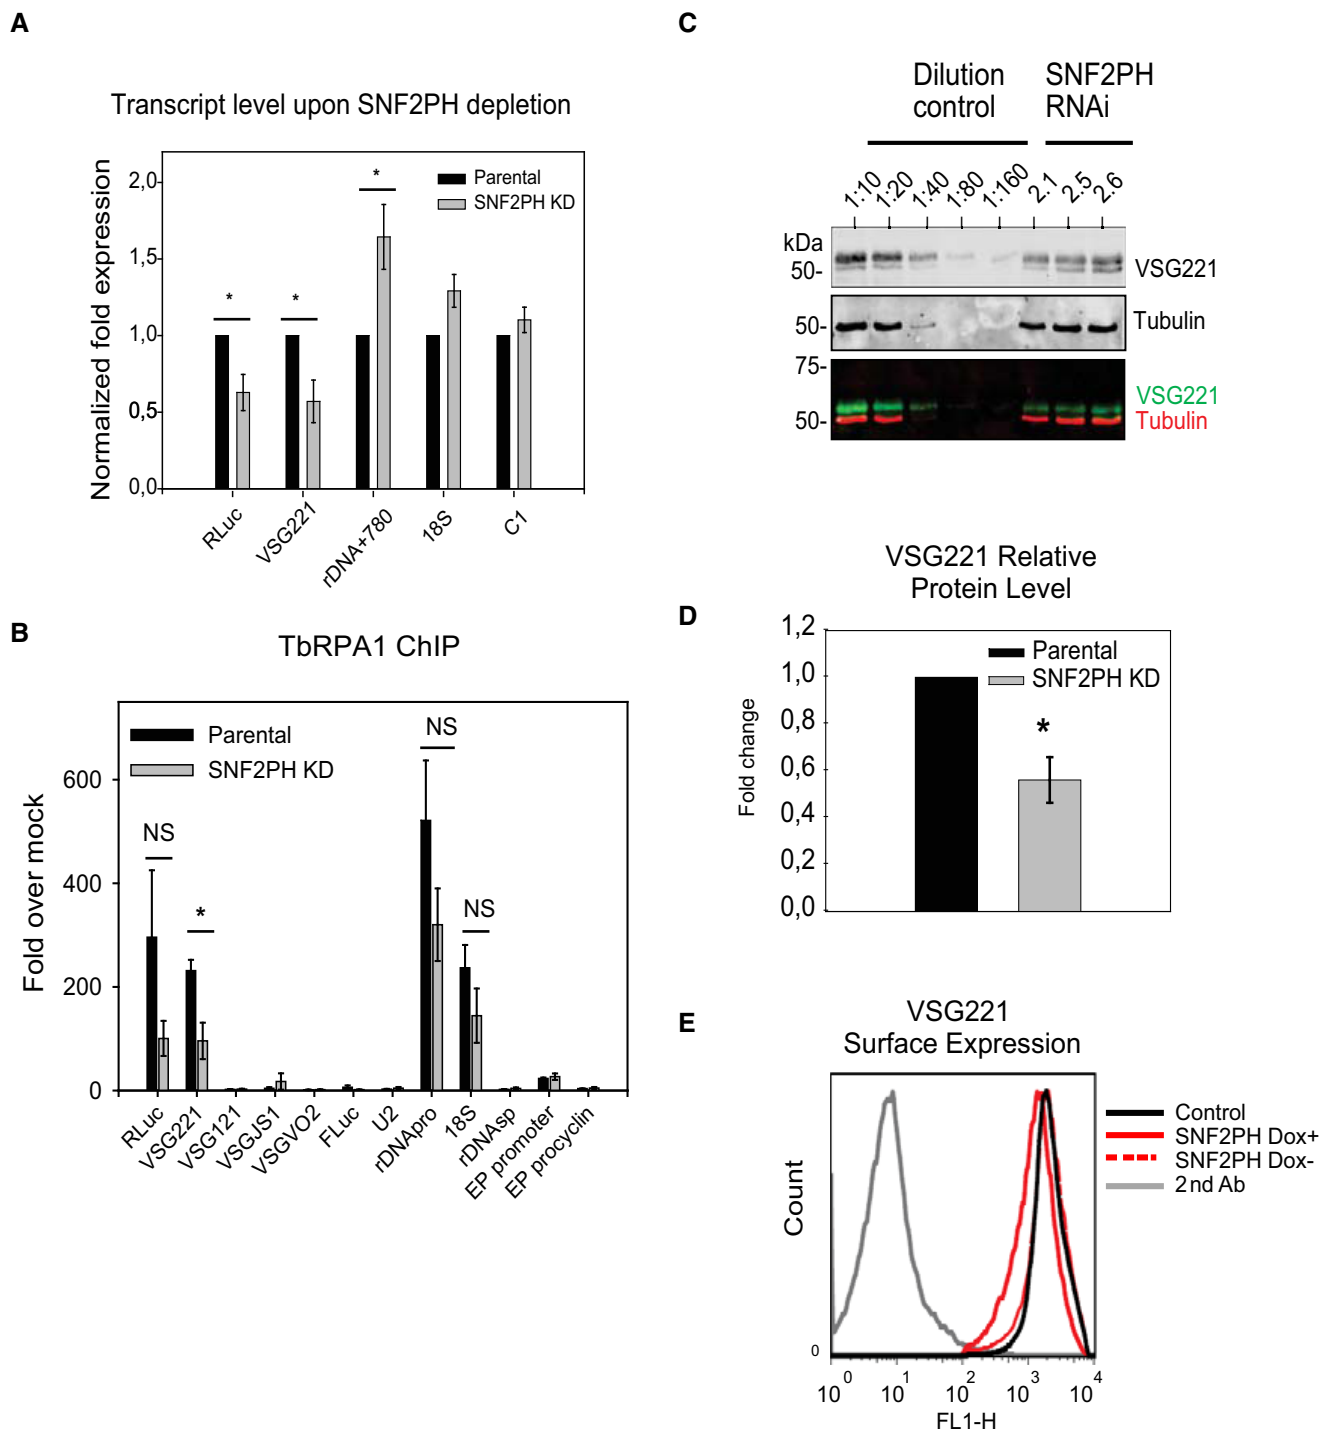 A
Transcript level upon SNF2PH depletion
Normalized fold expression
2,0
1,5
1,0
0,5
0,0
*
*
*
Parental
SNF2PH KD
RLuc
VSG221
rDNA+780
18S
C1
B
TbRPA1 ChIP
Fold over mock
600
400
200
0
Parental
SNF2PH KD
NS
*
NS
NS
RLuc
VSG221
VSG121
VSGJS1
VSGVO2
FLuc
U2
rDNApro
18S
rDNAsp
EP promoter
EP procyclin
C
Dilution control
SNF2PH RNAi
1:10
1:20
1:40
1:80
1:160
2.1
2.5
2.6
kDa
50-
VSG221
50-
Tubulin
75-
50-
VSG221
Tubulin
D
VSG221 Relative
Protein Level
Fold change
1,2
1,0
0,8
0,6
0,4
0,2
0,0
Parental
SNF2PH KD
*
E
VSG221
Surface Expression
Count
0
10^0
10^1
10^2
10^3
10^4
FL1-H
Control
SNF2PH Dox+
SNF2PH Dox-
2nd Ab